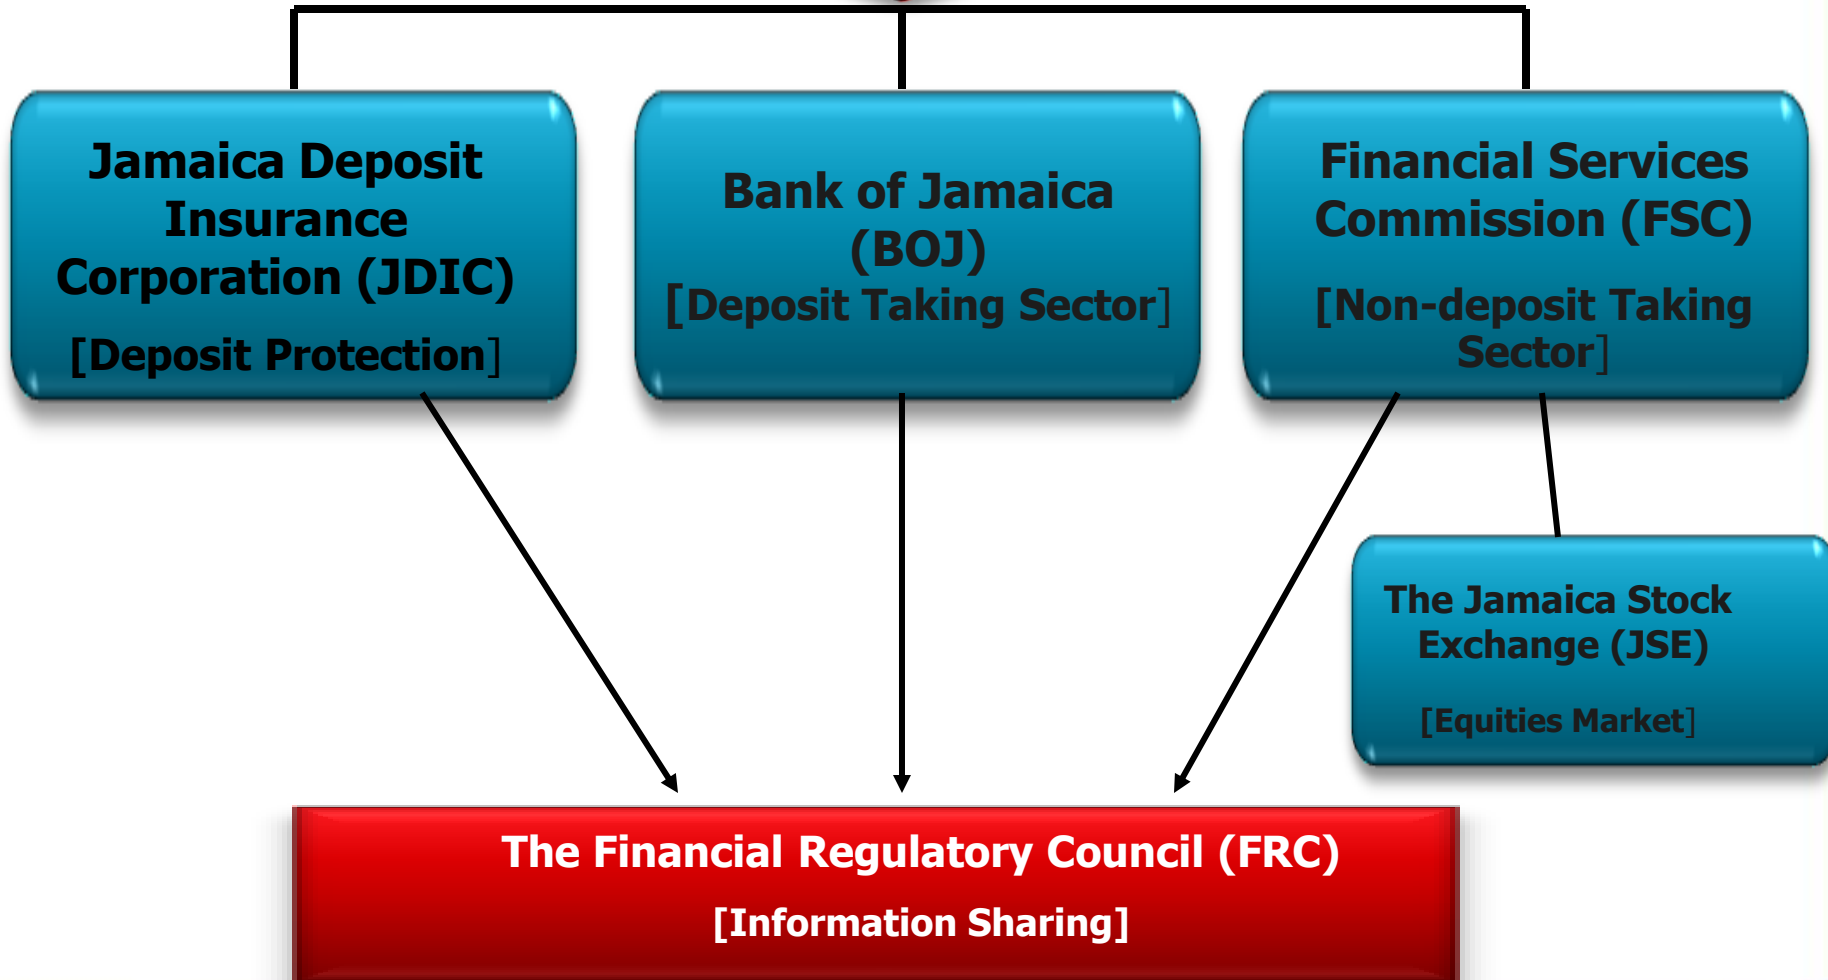 Jamaica Deposit
Insurance
Corporation (JDIC)
[Deposit Protection]
Bank of Jamaica
(BOJ)
[Deposit Taking Sector]
Financial Services
Commission (FSC)
[Non-deposit Taking
Sector]
The Jamaica Stock
Exchange (JSE)
[Equities Market]
The Financial Regulatory Council (FRC)
[Information Sharing]